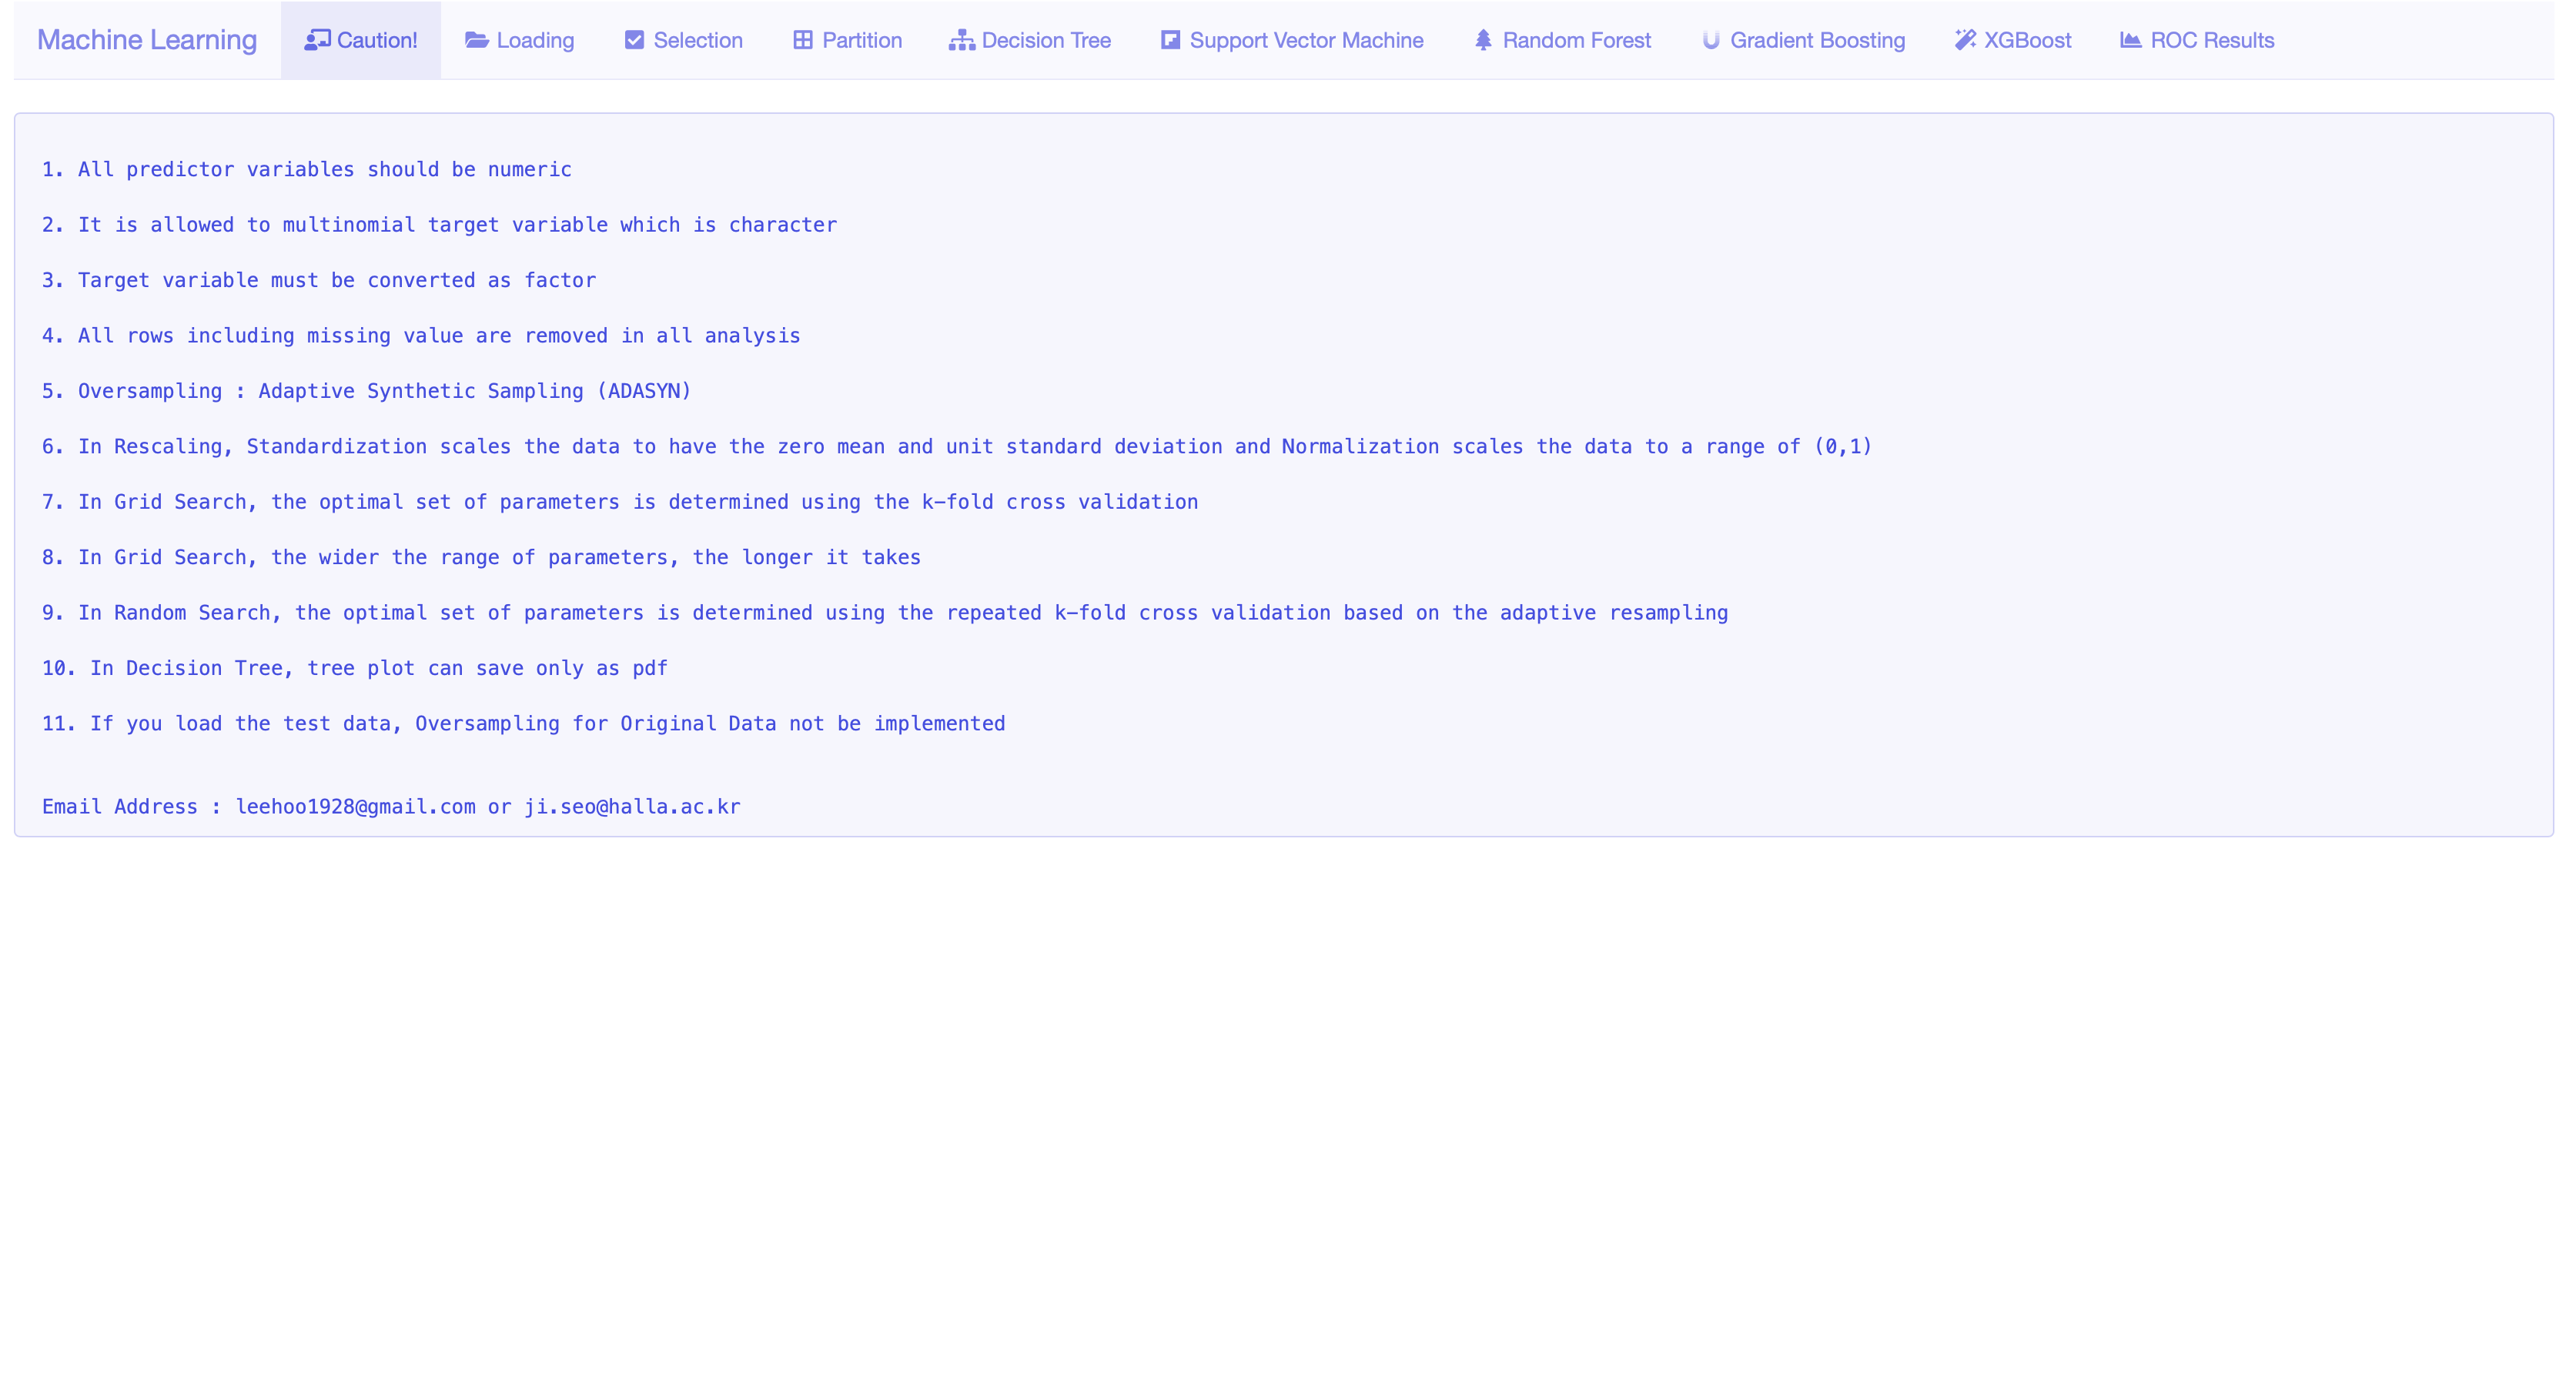 Machine Learning Caution! Loading Selection Partition Decision Tree Support Vector Machine Random Forest Gradient Boosting XGBoost ROC Results
1. All predictor variables should be numeric
2. It is allowed to multinomial target variable which is character
3. Target variable must be converted as factor
4. All rows including missing value are removed in all analysis
5. Oversampling : Adaptive Synthetic Sampling (ADASYN)
6. In Rescaling, Standardization scales the data to have the zero mean and unit standard deviation and Normalization scales the data to a range of (0,1)
7. In Grid Search, the optimal set of parameters is determined using the k-fold cross validation
8. In Grid Search, the wider the range of parameters, the longer it takes
9. In Random Search, the optimal set of parameters is determined using the repeated k-fold cross validation based on the adaptive resampling
10. In Decision Tree, tree plot can save only as pdf
11. If you load the test data, Oversampling for Original Data not be implemented
Email Address : leehoo1928@gmail.com or ji.seo@halla.ac.kr